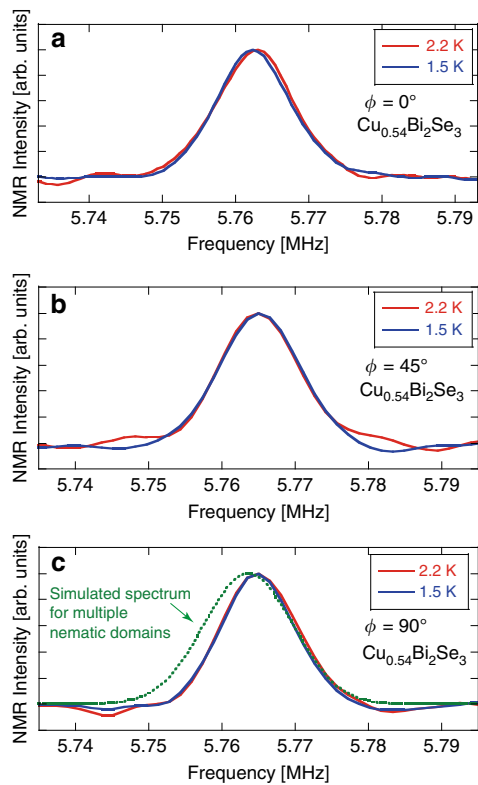 a
2.2 K
1.5 K
ϕ = 0°
Cu0.54Bi2Se3
NMR Intensity [arb. units]
5.74 5.75 5.76 5.77 5.78 5.79
Frequency [MHz]
b
2.2 K
1.5 K
ϕ = 45°
Cu0.54Bi2Se3
NMR Intensity [arb. units]
5.74 5.75 5.76 5.77 5.78 5.79
Frequency [MHz]
c
2.2 K
1.5 K
Simulated spectrum
for multiple
nematic domains
ϕ = 90°
Cu0.54Bi2Se3
NMR Intensity [arb. units]
5.74 5.75 5.76 5.77 5.78 5.79
Frequency [MHz]